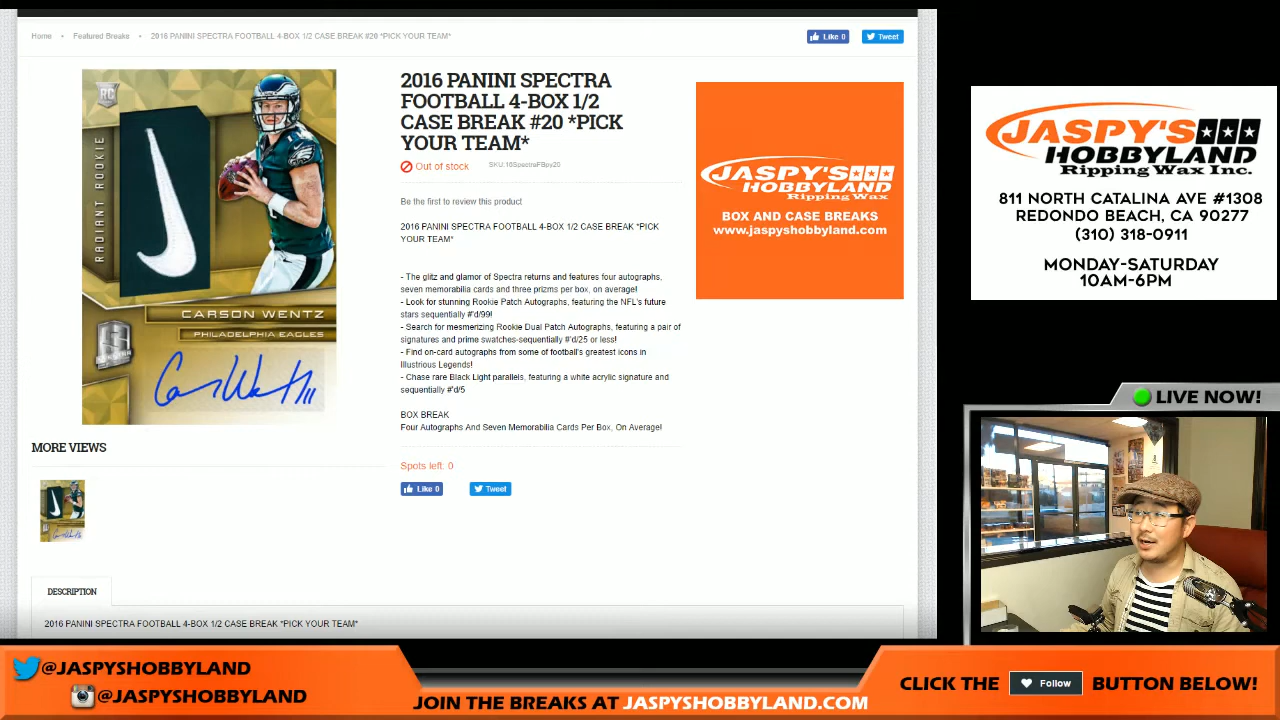 Home • Featured Breaks • 2016 PANINI SPECTRA FOOTBALL 4-BOX 1/2 CASE BREAK #20 *PICK YOUR TEAM*
Like 0
Tweet
RC
RADIANT ROOKIE
CARSON WENTZ
PHILADELPHIA EAGLES
SPECTRA
MORE VIEWS
2016 PANINI SPECTRA
FOOTBALL 4-BOX 1/2
CASE BREAK #20 *PICK
YOUR TEAM*
Out of stock
SKU:16SpectraFBpy20
Be the first to review this product
2016 PANINI SPECTRA FOOTBALL 4-BOX 1/2 CASE BREAK *PICK
YOUR TEAM*
- The glitz and glamor of Spectra returns and features four autographs,
seven memorabilia cards and three prizms per box, on average!
- Look for stunning Rookie Patch Autographs, featuring the NFL's future
stars sequentially #'d/99!
- Search for mesmerizing Rookie Dual Patch Autographs, featuring a pair of
signatures and prime swatches-sequentially #'d/25 or less!
- Find on-card autographs from some of football's greatest icons in
Illustrious Legends!
- Chase rare Black Light parallels, featuring a white acrylic signature and
sequentially #'d/5
BOX BREAK
Four Autographs And Seven Memorabilia Cards Per Box, On Average!
Spots left: 0
Like 0
Tweet
DESCRIPTION
2016 PANINI SPECTRA FOOTBALL 4-BOX 1/2 CASE BREAK *PICK YOUR TEAM*
JASPY'S
HOBBYLAND
Ripping Wax
BOX AND CASE BREAKS
www.jaspyshobbyland.com
JASPY'S
HOBBYLAND
Ripping Wax Inc.
811 NORTH CATALINA AVE #1308
REDONDO BEACH, CA 90277
(310) 318-0911
MONDAY-SATURDAY
10AM-6PM
LIVE NOW!
@JASPYSHOBBYLAND
@JASPYSHOBBYLAND
JOIN THE BREAKS AT JASPYSHOBBYLAND.COM
CLICK THE Follow BUTTON BELOW!